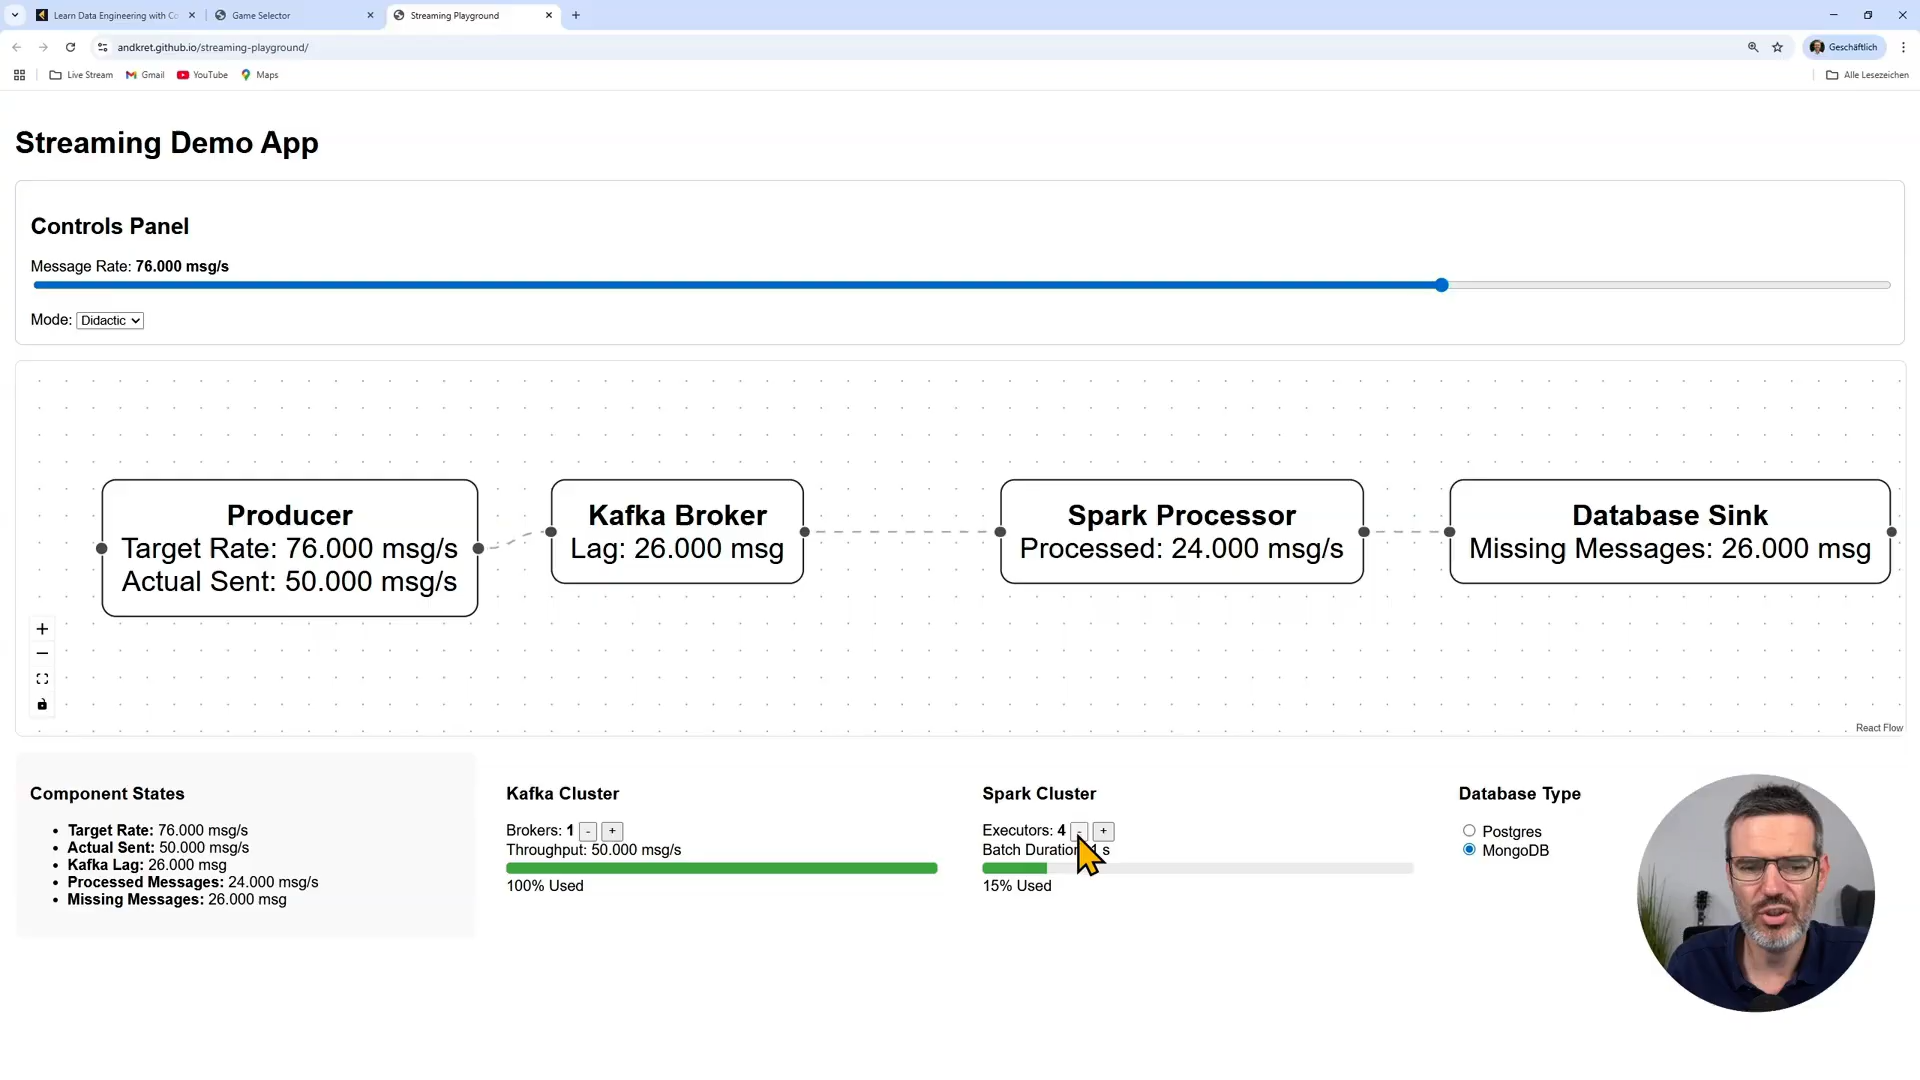 Learn Data Engineering with Co
Game Selector
Streaming Playground
andkret.github.io/streaming-playground/
Geschäftlich
Live Stream
Gmail
YouTube
Maps
Alle Lesezeichen
Streaming Demo App
Controls Panel
Message Rate: 76.000 msg/s
Mode: Didactic
Producer
Target Rate: 76.000 msg/s
Actual Sent: 50.000 msg/s
Kafka Broker
Lag: 26.000 msg
Spark Processor
Processed: 24.000 msg/s
Database Sink
Missing Messages: 26.000 msg
React Flow
Component States
Target Rate: 76.000 msg/s
Actual Sent: 50.000 msg/s
Kafka Lag: 26.000 msg
Processed Messages: 24.000 msg/s
Missing Messages: 26.000 msg
Kafka Cluster
Brokers: 1 - +
Throughput: 50.000 msg/s
100% Used
Spark Cluster
Executors: 4 - +
Batch Duration s
15% Used
Database Type
Postgres
MongoDB